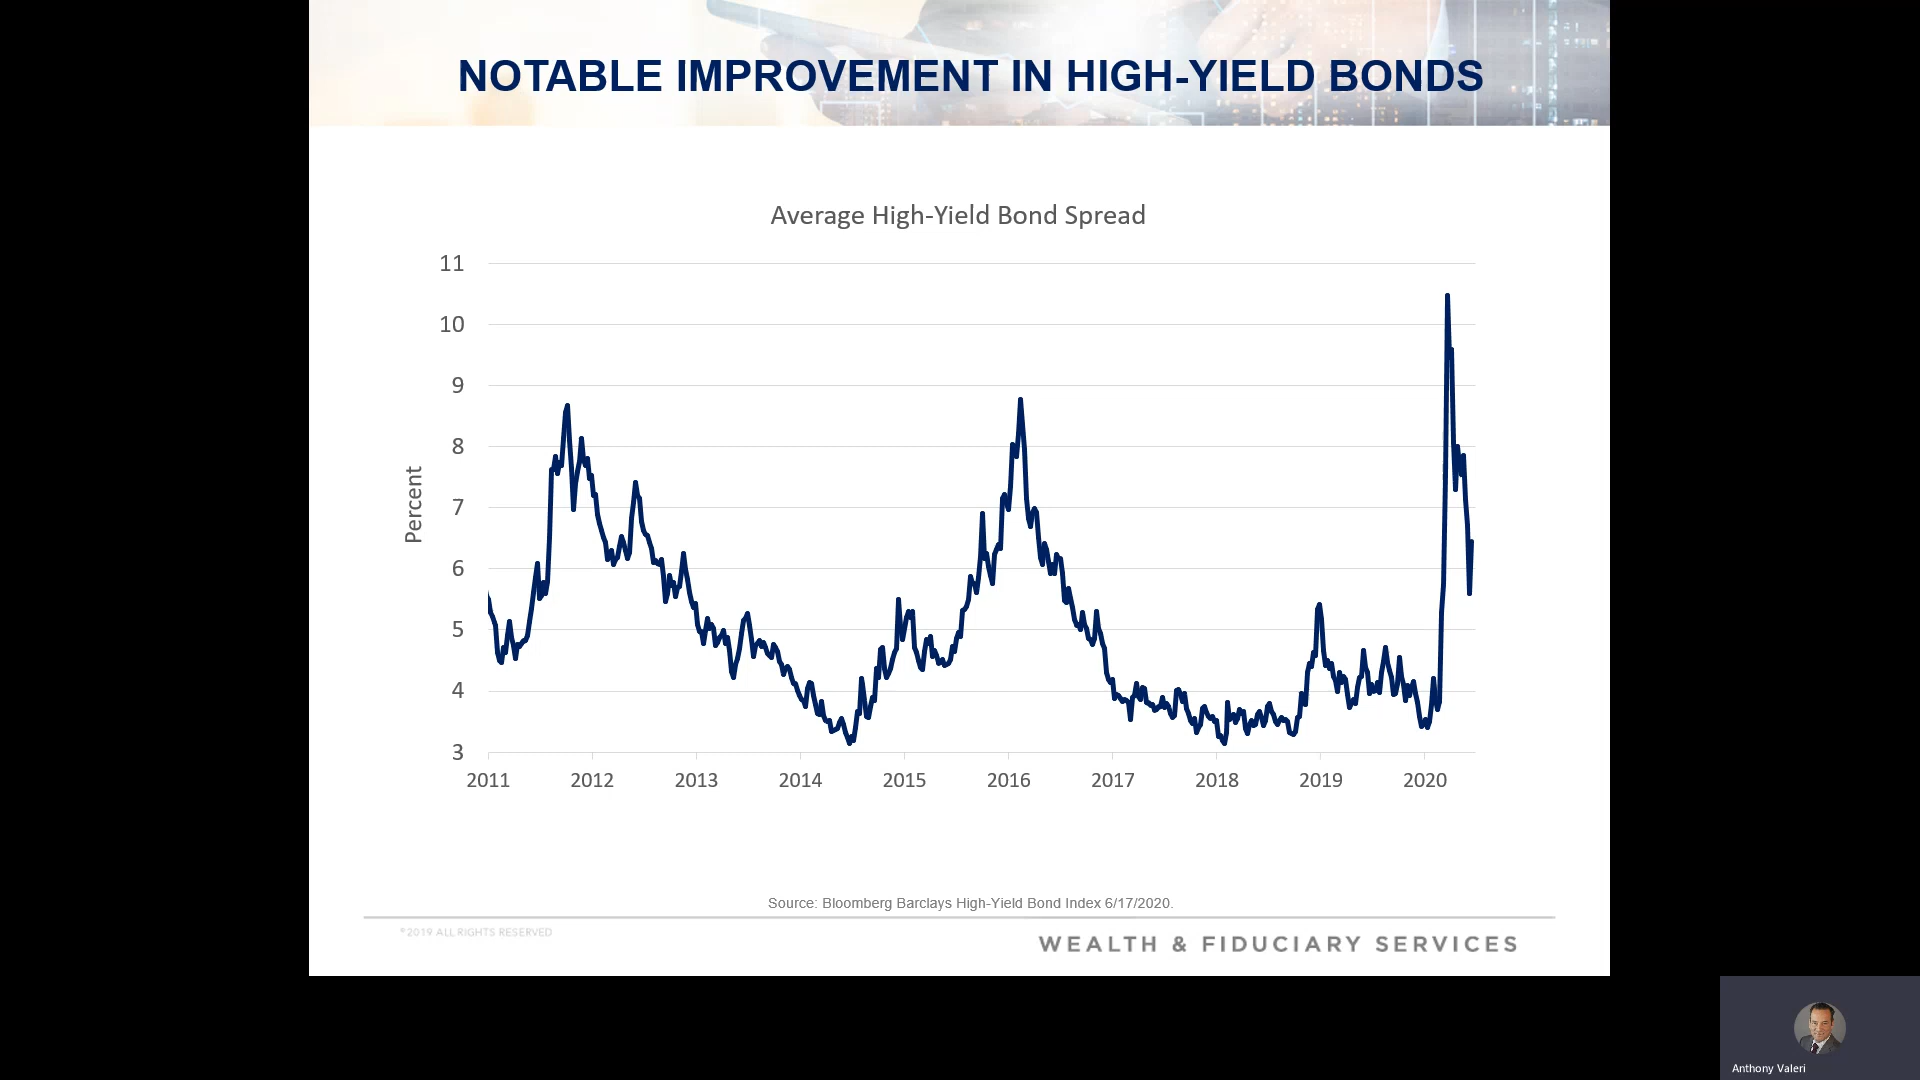 NOTABLE IMPROVEMENT IN HIGH-YIELD BONDS
Average High-Yield Bond Spread
11
10
9
8
7
6
5
4
3
Percent
2011 2012 2013 2014 2015 2016 2017 2018 2019 2020
Source: Bloomberg Barclays High-Yield Bond Index 6/17/2020.
©2019 ALL RIGHTS RESERVED
WEALTH & FIDUCIARY SERVICES
Anthony Valeri